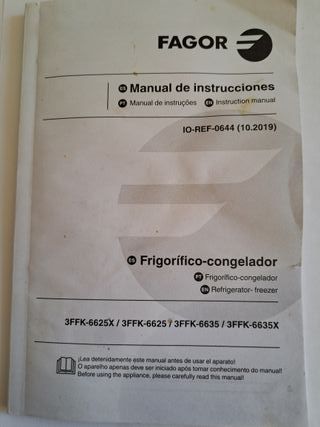 FAGOR
ES Manual de instrucciones
PT Manual de instruções EN Instruction manual
IO-REF-0644 (10.2019)
ES Frigorífico-congelador
PT Frigorífico-congelador
EN Refrigerator- freezer
3FFK-6625X / 3FFK-6625 / 3FFK-6635 / 3FFK-6635X
¡Lea detenidamente este manual antes de usar el aparato!
O aparelho apenas deve ser iniciado após tomar conhecimento do manual!
Before using the appliance, please carefully read this manual!